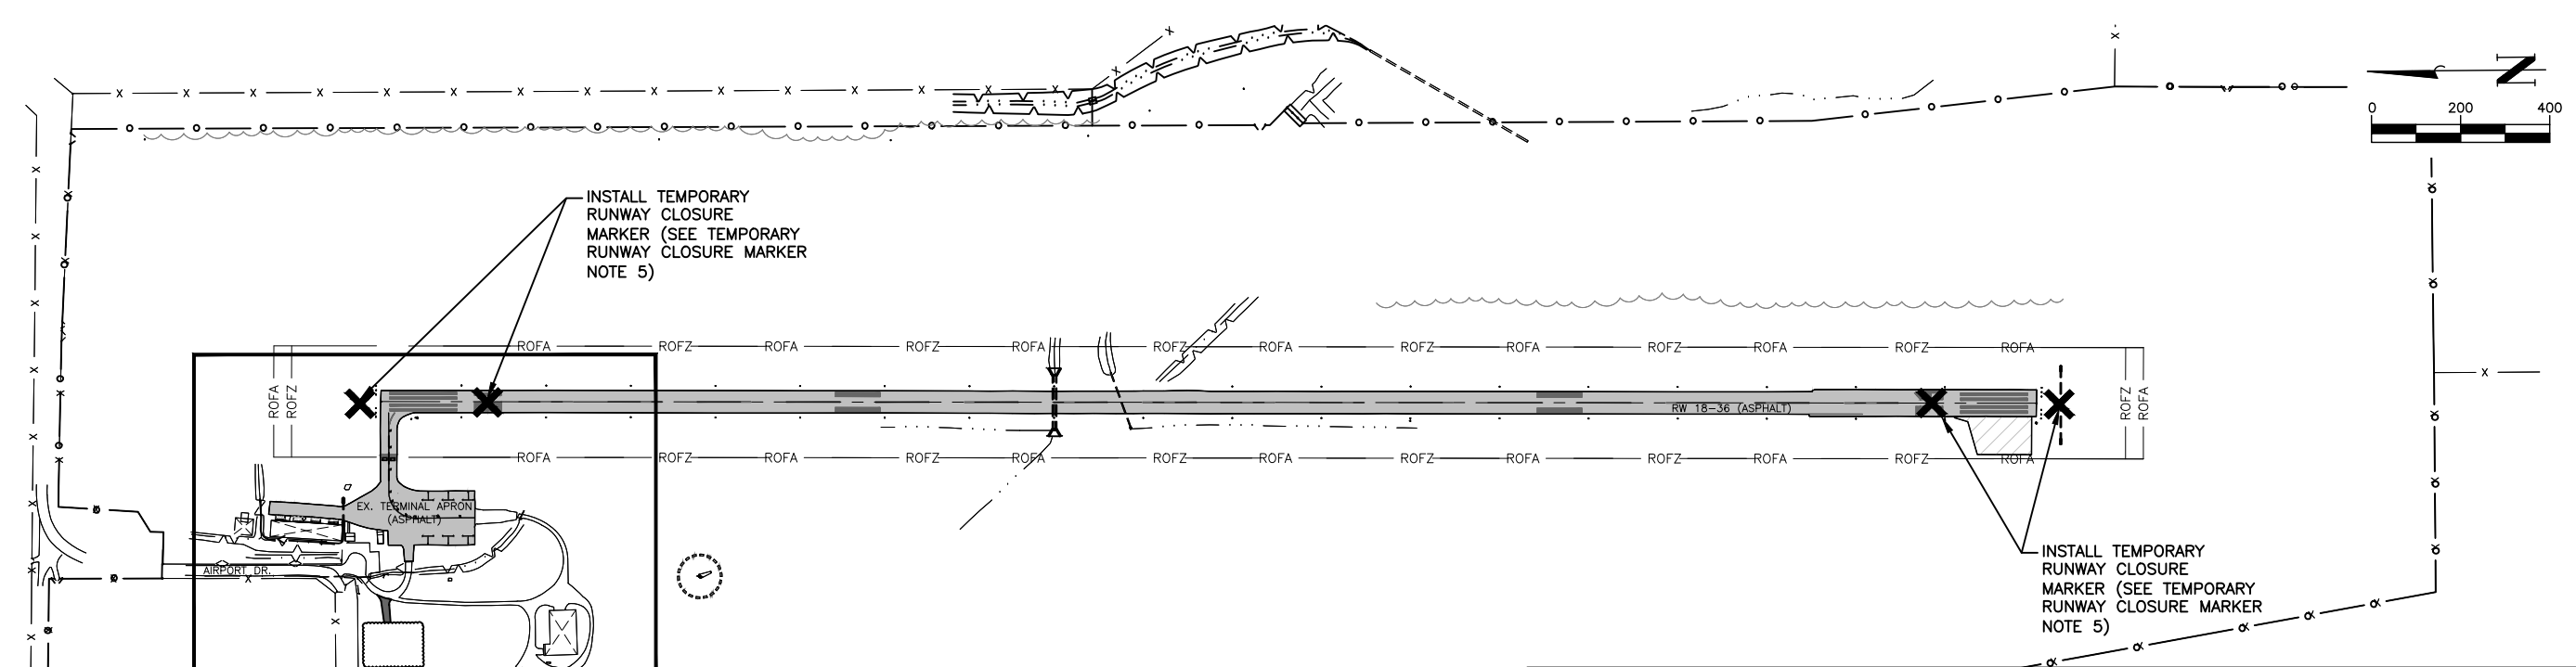 N
0 200 400
INSTALL TEMPORARY
RUNWAY CLOSURE
MARKER (SEE TEMPORARY
RUNWAY CLOSURE MARKER
NOTE 5)
ROFA ROFZ ROFA ROFZ ROFA ROFZ ROFA ROFZ ROFA ROFZ ROFA ROFZ ROFA
ROFA
ROFZ
RW 18-36 (ASPHALT)
ROFZ
ROFA
ROFA ROFZ ROFA ROFZ ROFA ROFZ ROFA ROFZ ROFA ROFZ ROFA ROFZ ROFA
EX. TERMINAL APRON
(ASPHALT)
AIRPORT DR.
INSTALL TEMPORARY
RUNWAY CLOSURE
MARKER (SEE TEMPORARY
RUNWAY CLOSURE MARKER
NOTE 5)